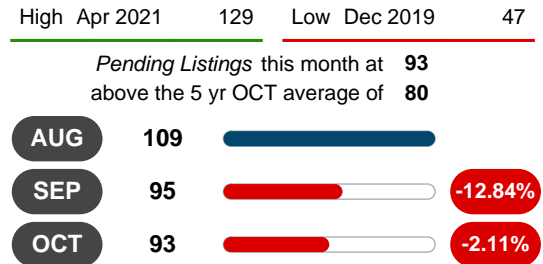 High Apr 2021 129 Low Dec 2019 47
Pending Listings this month at 93
above the 5 yr OCT average of 80
AUG 109
SEP 95 -12.84%
OCT 93 -2.11%